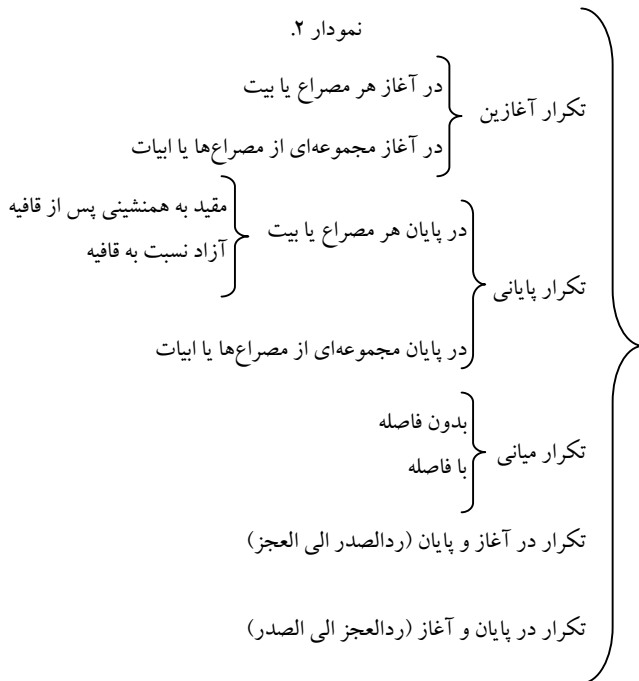 نمودار ۲.
تکرار آغازین
در آغاز هر مصراع یا بیت
در آغاز مجموعه‌ای از مصراع‌ها یا ابیات
تکرار پایانی
در پایان هر مصراع یا بیت
مقید به همنشینی پس از قافیه
آزاد نسبت به قافیه
در پایان مجموعه‌ای از مصراع‌ها یا ابیات
تکرار میانی
بدون فاصله
با فاصله
تکرار در آغاز و پایان (ردالصدر الی العجز)
تکرار در پایان و آغاز (ردالعجز الی الصدر)